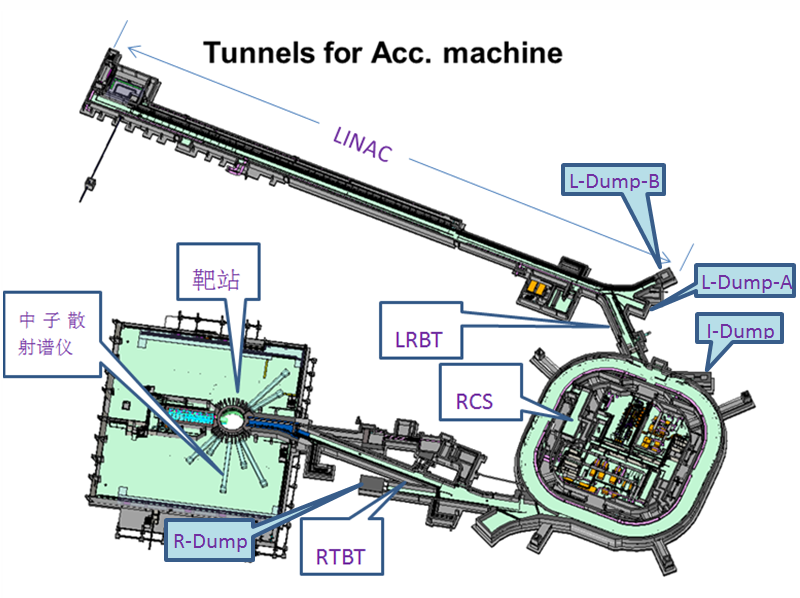 Tunnels for Acc. machine
LINAC
L-Dump-B
靶站
L-Dump-A
中子散
射谱仪
LRBT
I-Dump
RCS
R-Dump
RTBT